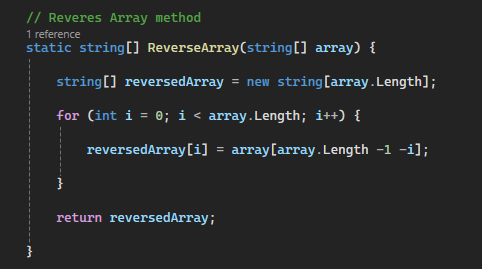 // Reveres Array method
1 reference
static string[] ReverseArray(string[] array) {
string[] reversedArray = new string[array.Length];
for (int i = 0; i < array.Length; i++) {
reversedArray[i] = array[array.Length -1 -i];
}
return reversedArray;
}